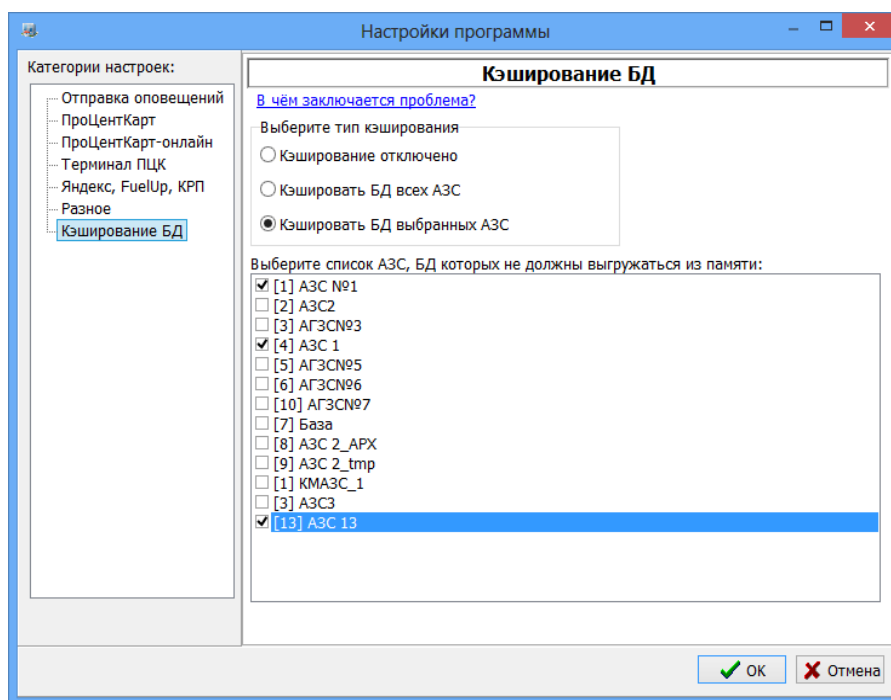 Настройки программы
Категории настроек:
Отправка оповещений
ПроЦентКарт
ПроЦентКарт-онлайн
Терминал ПЦК
Яндекс, FuelUp, КРП
Разное
Кэширование БД
Кэширование БД
В чём заключается проблема?
Выберите тип кэширования
Кэширование отключено
Кэшировать БД всех АЗС
Кэшировать БД выбранных АЗС
Выберите список АЗС, БД которых не должны выгружаться из памяти:
[1] АЗС №1
[2] АЗС2
[3] АГЗС№3
[4] АЗС 1
[5] АГЗС№5
[6] АГЗС№6
[10] АГЗС№7
[7] База
[8] АЗС 2_АРХ
[9] АЗС 2_tmp
[1] КМАЗС_1
[3] АЗС3
[13] АЗС 13
ОК
Отмена